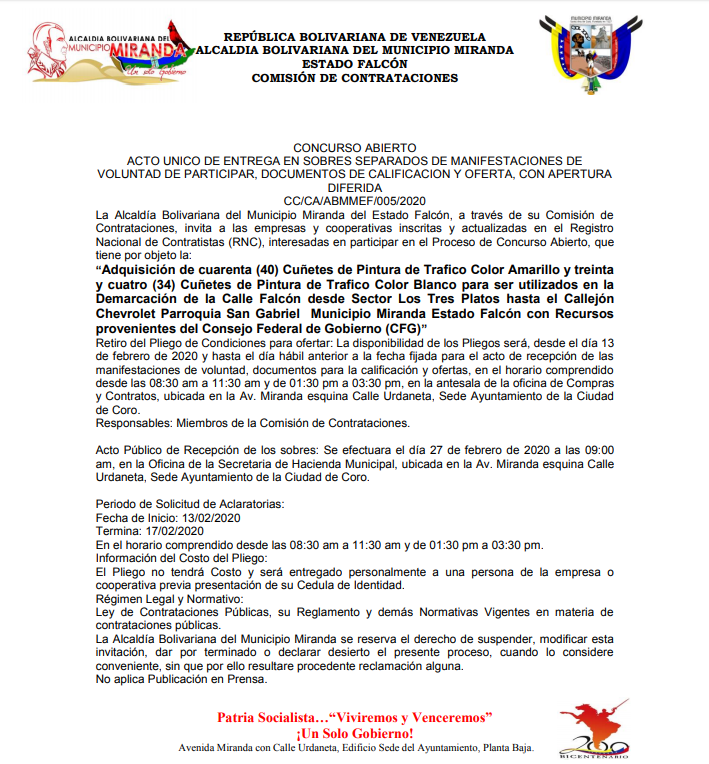 ALCALDIA BOLIVARIANA DEL
MUNICIPIO MIRANDA
Un solo Gobierno
MUNICIPIO MIRANDA
REPÚBLICA BOLIVARIANA DE VENEZUELA
ALCALDIA BOLIVARIANA DEL MUNICIPIO MIRANDA
ESTADO FALCÓN
COMISIÓN DE CONTRATACIONES
CONCURSO ABIERTO
ACTO UNICO DE ENTREGA EN SOBRES SEPARADOS DE MANIFESTACIONES DE
VOLUNTAD DE PARTICIPAR, DOCUMENTOS DE CALIFICACION Y OFERTA, CON APERTURA
DIFERIDA
CC/CA/ABMMEF/005/2020
La Alcaldía Bolivariana del Municipio Miranda del Estado Falcón, a través de su Comisión de
Contrataciones, invita a las empresas y cooperativas inscritas y actualizadas en el Registro
Nacional de Contratistas (RNC), interesadas en participar en el Proceso de Concurso Abierto, que
tiene por objeto la:
“Adquisición de cuarenta (40) Cuñetes de Pintura de Trafico Color Amarillo y treinta
y cuatro (34) Cuñetes de Pintura de Trafico Color Blanco para ser utilizados en la
Demarcación de la Calle Falcón desde Sector Los Tres Platos hasta el Callejón
Chevrolet Parroquia San Gabriel Municipio Miranda Estado Falcón con Recursos
provenientes del Consejo Federal de Gobierno (CFG)”
Retiro del Pliego de Condiciones para ofertar: La disponibilidad de los Pliegos será, desde el día 13
de febrero de 2020 y hasta el día hábil anterior a la fecha fijada para el acto de recepción de las
manifestaciones de voluntad, documentos para la calificación y ofertas, en el horario comprendido
desde las 08:30 am a 11:30 am y de 01:30 pm a 03:30 pm, en la antesala de la oficina de Compras
y Contratos, ubicada en la Av. Miranda esquina Calle Urdaneta, Sede Ayuntamiento de la Ciudad
de Coro.
Responsables: Miembros de la Comisión de Contrataciones.
Acto Público de Recepción de los sobres: Se efectuara el día 27 de febrero de 2020 a las 09:00
am, en la Oficina de la Secretaria de Hacienda Municipal, ubicada en la Av. Miranda esquina Calle
Urdaneta, Sede Ayuntamiento de la Ciudad de Coro.
Periodo de Solicitud de Aclaratorias:
Fecha de Inicio: 13/02/2020
Termina: 17/02/2020
En el horario comprendido desde las 08:30 am a 11:30 am y de 01:30 pm a 03:30 pm.
Información del Costo del Pliego:
El Pliego no tendrá Costo y será entregado personalmente a una persona de la empresa o
cooperativa previa presentación de su Cedula de Identidad.
Régimen Legal y Normativo:
Ley de Contrataciones Públicas, su Reglamento y demás Normativas Vigentes en materia de
contrataciones públicas.
La Alcaldía Bolivariana del Municipio Miranda se reserva el derecho de suspender, modificar esta
invitación, dar por terminado o declarar desierto el presente proceso, cuando lo considere
conveniente, sin que por ello resultare procedente reclamación alguna.
No aplica Publicación en Prensa.
Patria Socialista…“Viviremos y Venceremos”
¡Un Solo Gobierno!
Avenida Miranda con Calle Urdaneta, Edificio Sede del Ayuntamiento, Planta Baja.
200
BICENTENARIO